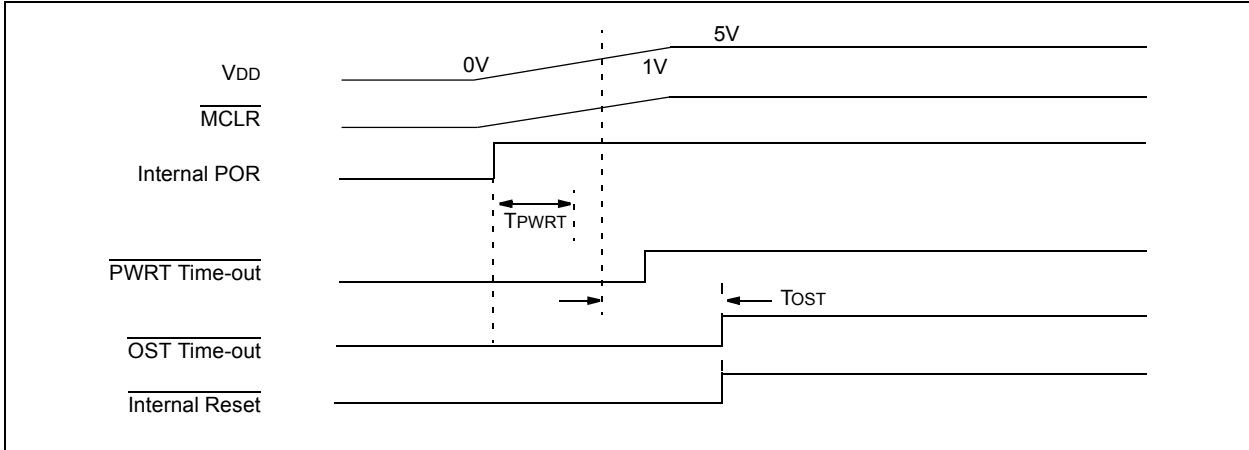 5V
VDD 0V 1V
MCLR
Internal POR
TPWRT
PWRT Time-out
TOST
OST Time-out
Internal Reset